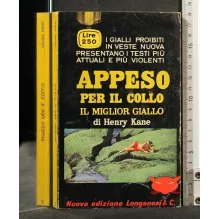 Lire
250
I GIALLI PROIBITI
IN VESTE NUOVA
PRESENTANO I TESTI PIÙ
ATTUALI E PIÙ VIOLENTI
APPESO
PER IL COLLO
IL MIGLIOR GIALLO
di Henry Kane
Nuova edizione Longanesi & C.